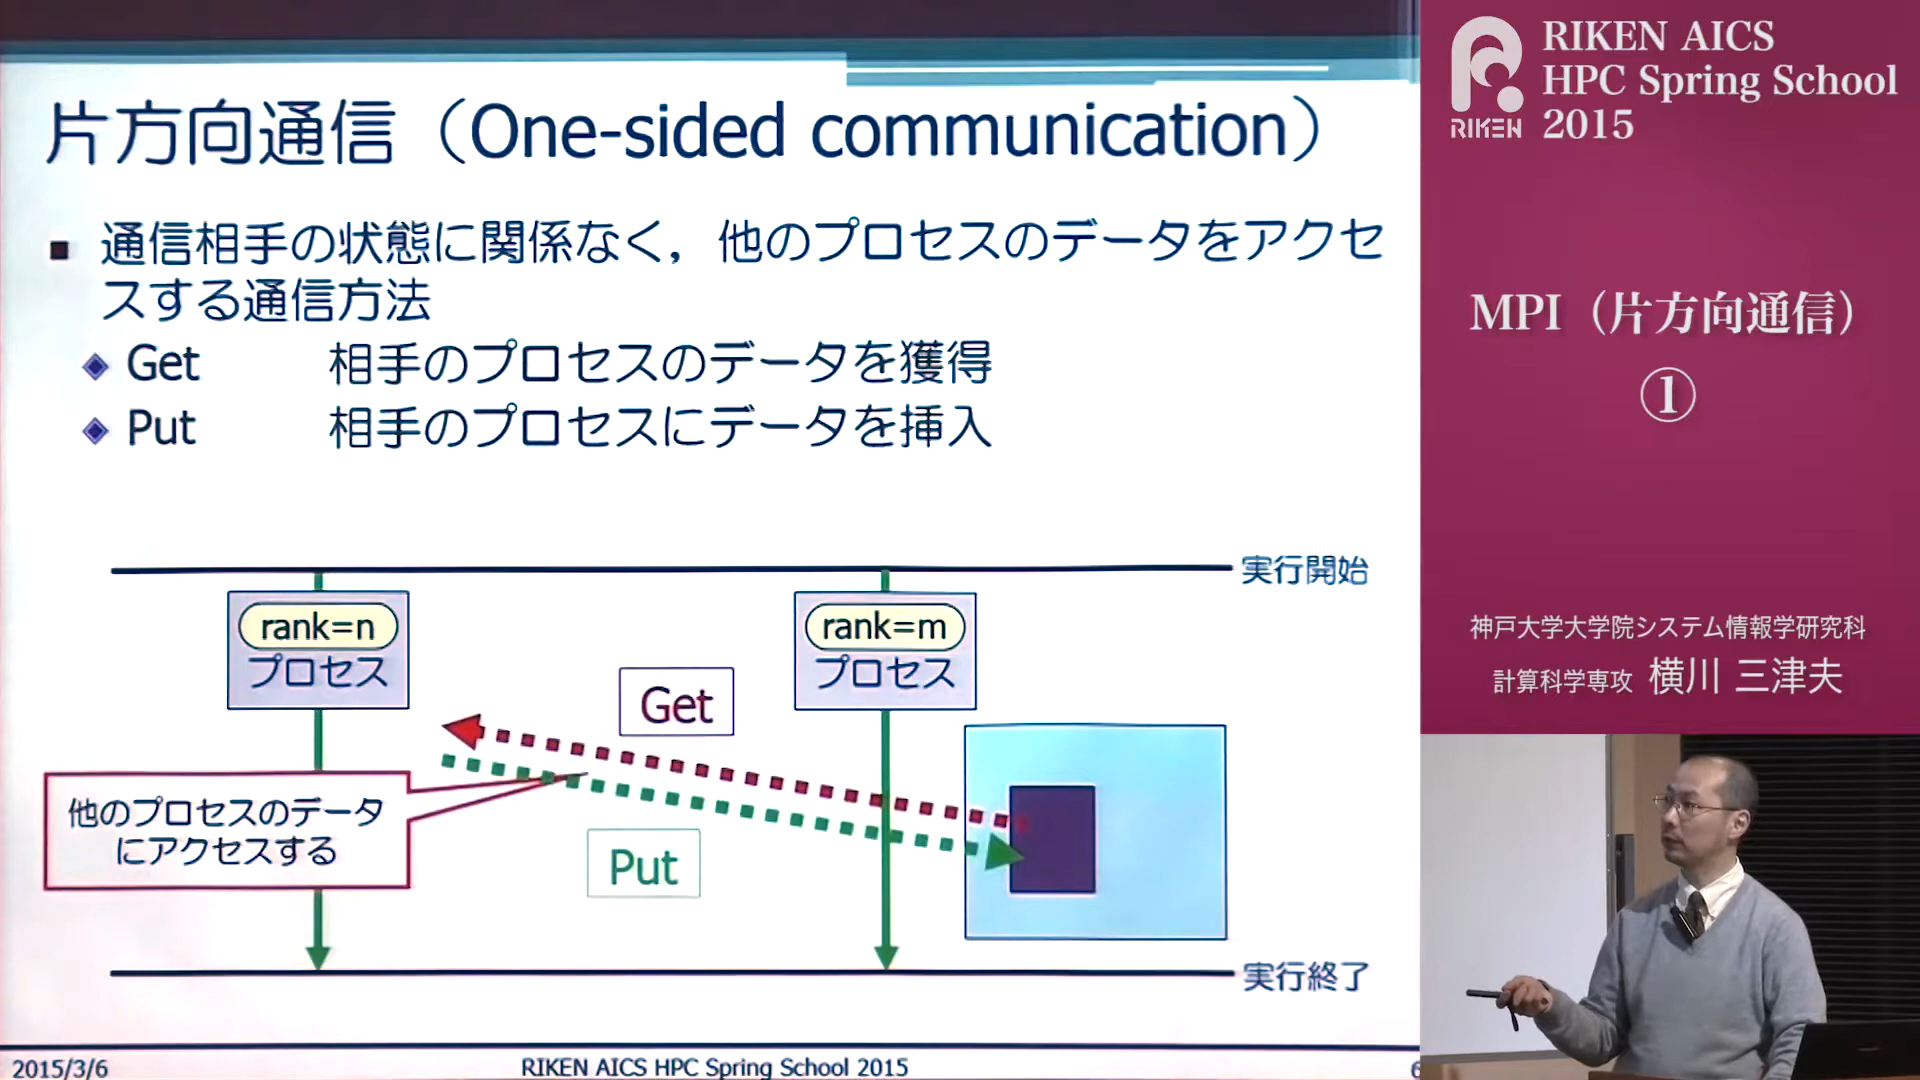 片方向通信（One-sided communication）
■ 通信相手の状態に関係なく，他のプロセスのデータをアクセ
スする通信方法
◆ Get 相手のプロセスのデータを獲得
◆ Put 相手のプロセスにデータを挿入
実行開始
rank=n
プロセス
rank=m
プロセス
Get
他のプロセスのデータ
にアクセスする
Put
実行終了
2015/3/6
RIKEN AICS HPC Spring School 2015
6
RIKEN
RIKEN AICS
HPC Spring School
2015
MPI（片方向通信）
①
神戸大学大学院システム情報学研究科
計算科学専攻 横川 三津夫